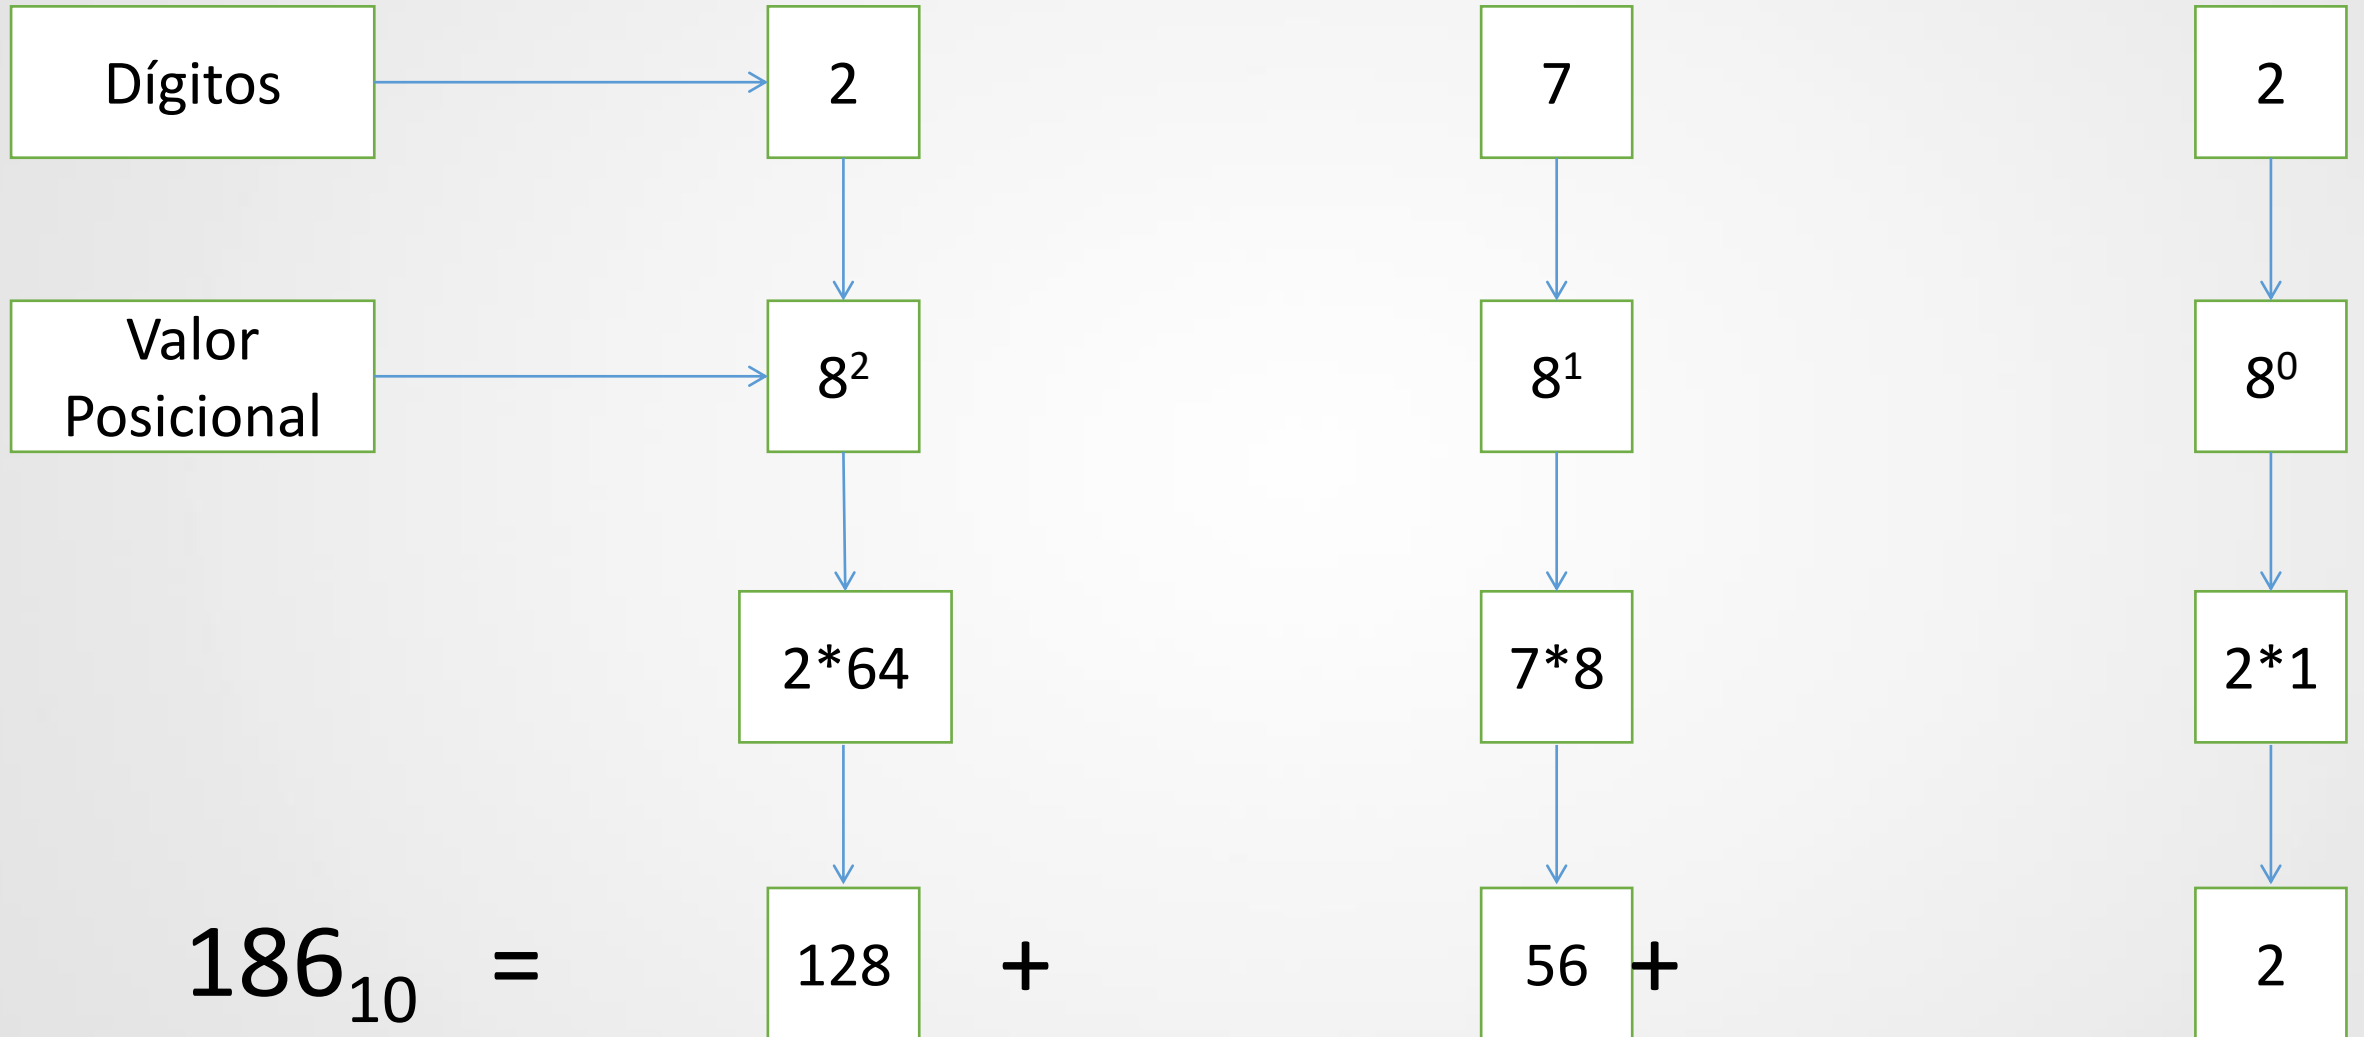 Dígitos 2 7 2
Valor
Posicional 8² 8¹ 8⁰
2*64 7*8 2*1
186₁₀ = 128 + 56 + 2